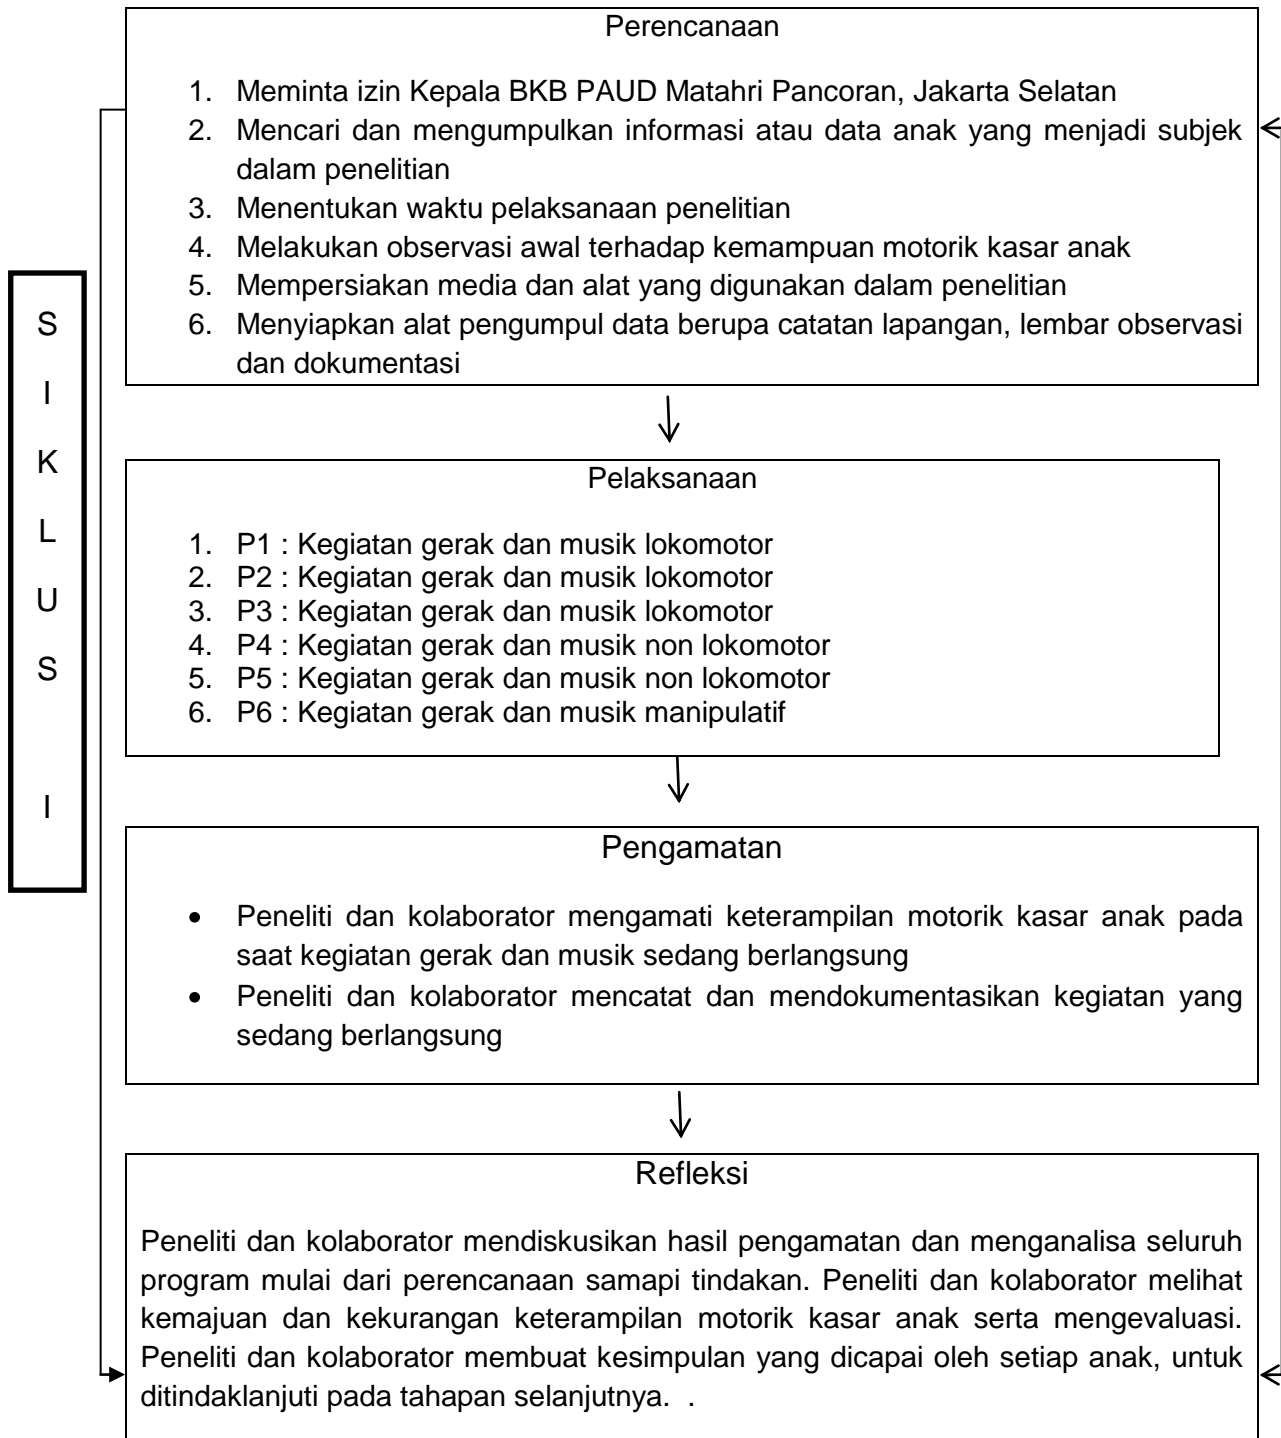 Perencanaan
1. Meminta izin Kepala BKB PAUD Matahri Pancoran, Jakarta Selatan
2. Mencari dan mengumpulkan informasi atau data anak yang menjadi subjek
dalam penelitian
3. Menentukan waktu pelaksanaan penelitian
4. Melakukan observasi awal terhadap kemampuan motorik kasar anak
5. Mempersiakan media dan alat yang digunakan dalam penelitian
6. Menyiapkan alat pengumpul data berupa catatan lapangan, lembar observasi
dan dokumentasi
S
I
K
L
U
S
I
Pelaksanaan
1. P1 : Kegiatan gerak dan musik lokomotor
2. P2 : Kegiatan gerak dan musik lokomotor
3. P3 : Kegiatan gerak dan musik lokomotor
4. P4 : Kegiatan gerak dan musik non lokomotor
5. P5 : Kegiatan gerak dan musik non lokomotor
6. P6 : Kegiatan gerak dan musik manipulatif
Pengamatan
• Peneliti dan kolaborator mengamati keterampilan motorik kasar anak pada
saat kegiatan gerak dan musik sedang berlangsung
• Peneliti dan kolaborator mencatat dan mendokumentasikan kegiatan yang
sedang berlangsung
Refleksi
Peneliti dan kolaborator mendiskusikan hasil pengamatan dan menganalisa seluruh
program mulai dari perencanaan samapi tindakan. Peneliti dan kolaborator melihat
kemajuan dan kekurangan keterampilan motorik kasar anak serta mengevaluasi.
Peneliti dan kolaborator membuat kesimpulan yang dicapai oleh setiap anak, untuk
ditindaklanjuti pada tahapan selanjutnya. .